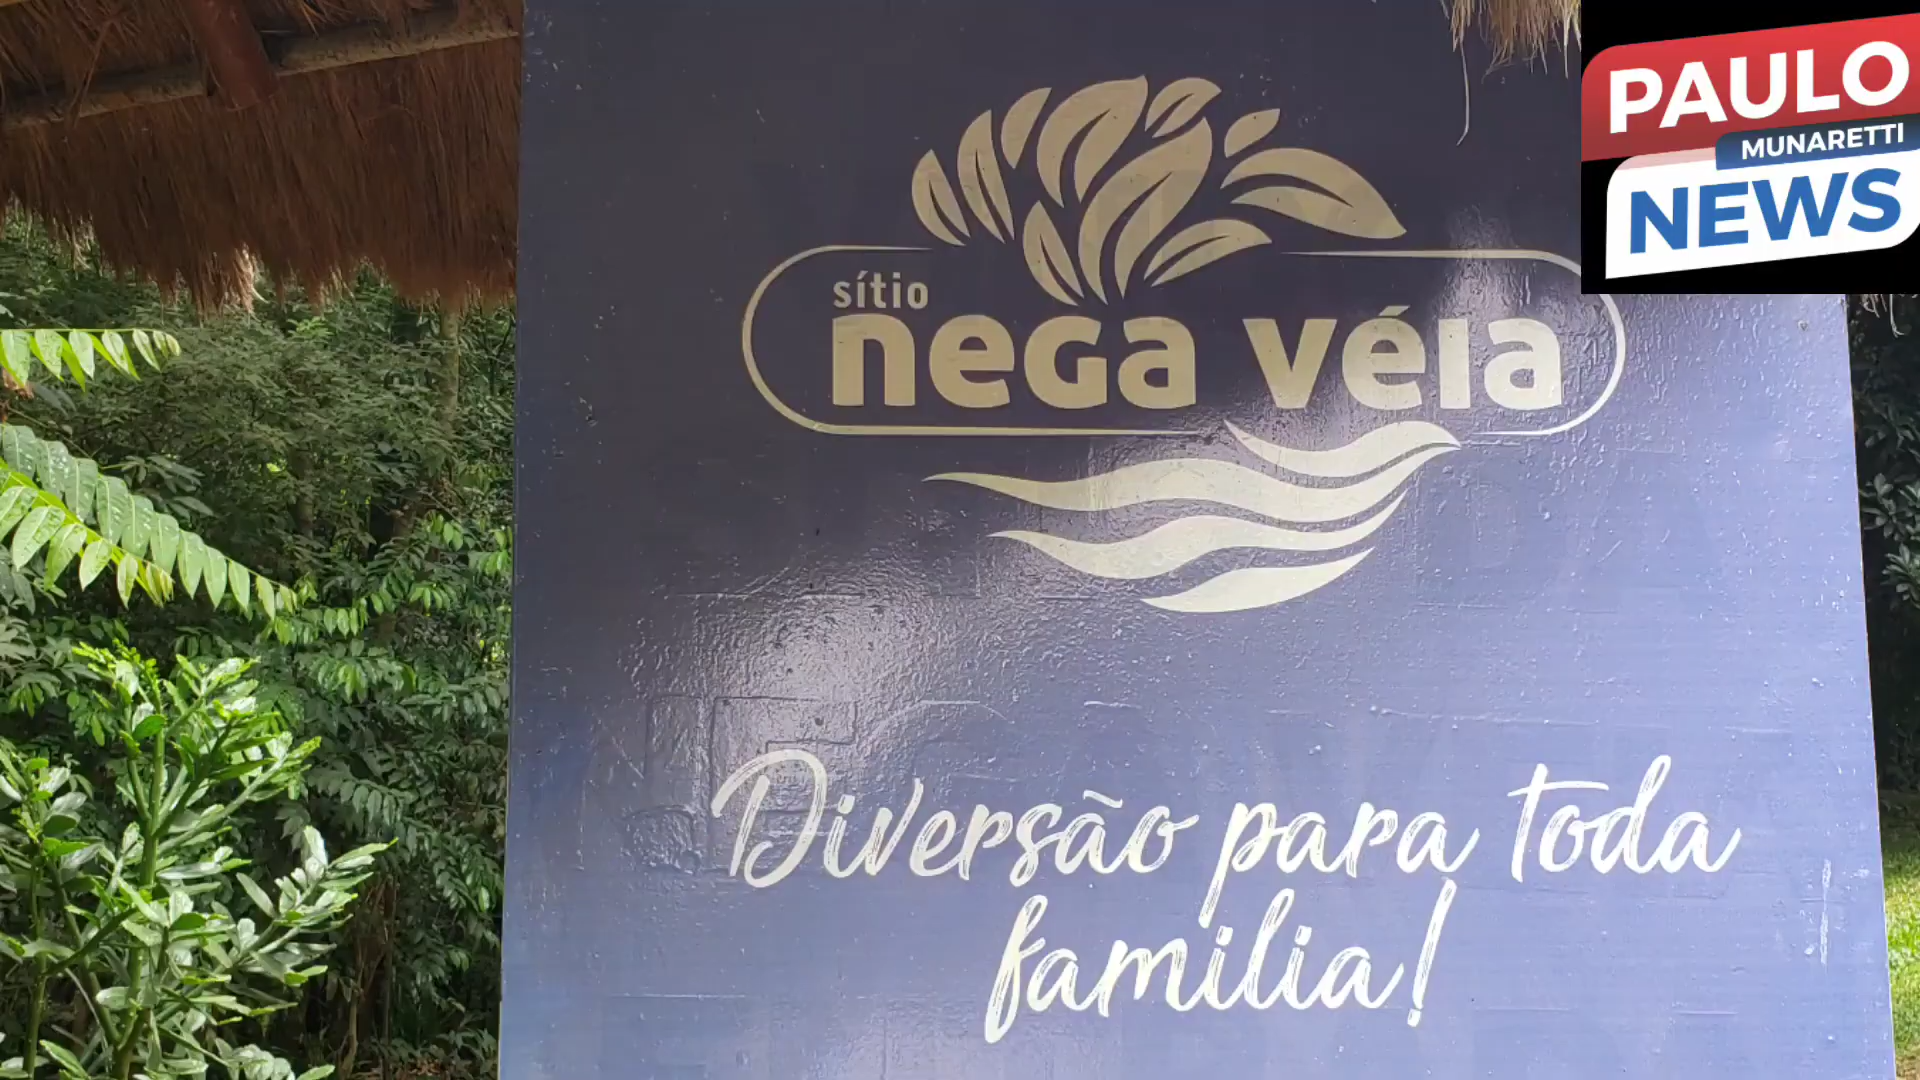 PAULO
MUNARETTI
NEWS
sítio
nega véia
Diversão para toda
família!